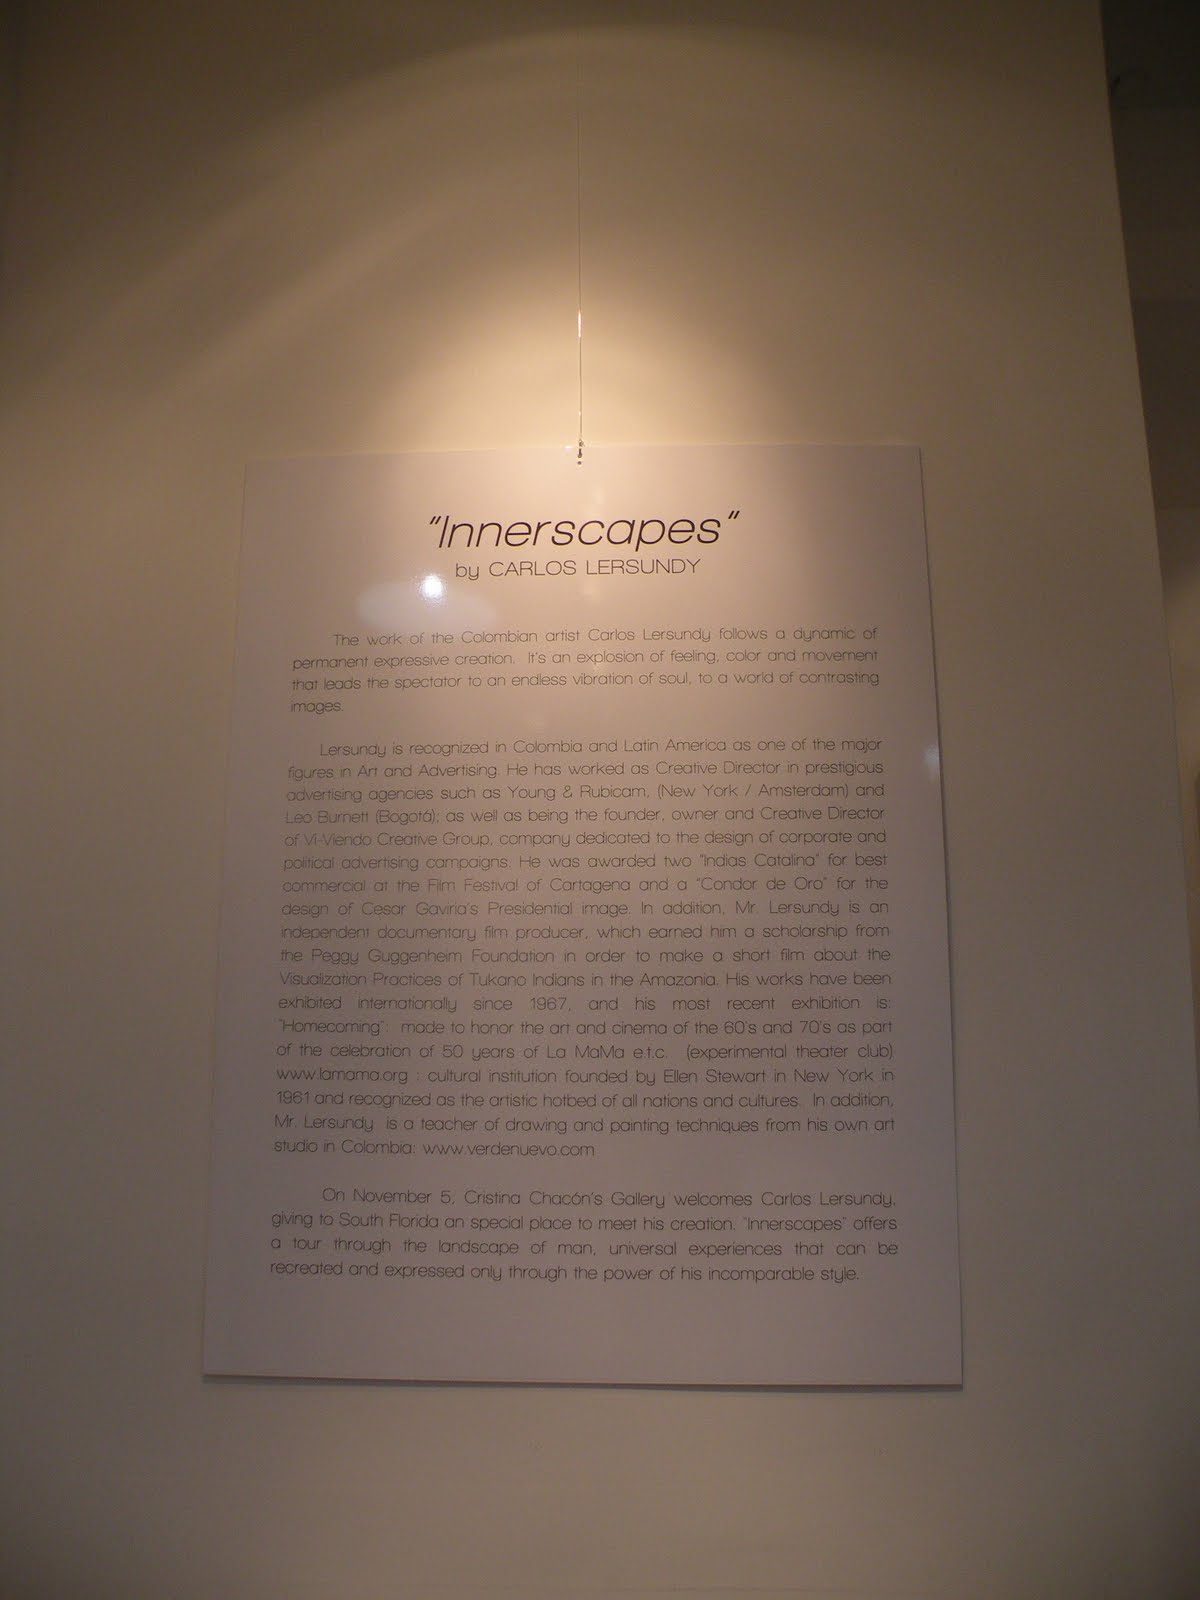 "Innerscapes"
by CARLOS LERSUNDY
The work of the Colombian artist Carlos Lersundy follows a dynamic of
permanent expressive creation. It's an explosion of feeling, color and movement
that leads the spectator to an endless vibration of soul, to a world of contrasting
images.
Lersundy is recognized in Colombia and Latin America as one of the major
figures in Art and Advertising. He has worked as Creative Director in prestigious
advertising agencies such as Young & Rubicam, (New York / Amsterdam) and
Leo Burnett (Bogotá); as well as being the founder, owner and Creative Director
of Vi-Viendo Creative Group, company dedicated to the design of corporate and
political advertising campaigns. He was awarded two "Indias Catalina" for best
commercial at the Film Festival of Cartagena and a "Condor de Oro" for the
design of Cesar Gaviria's Presidential image. In addition, Mr. Lersundy is an
independent documentary film producer, which earned him a scholarship from
the Peggy Guggenheim Foundation in order to make a short film about the
Visualization Practices of Tukano Indians in the Amazonia. His works have been
exhibited internationally since 1967, and his most recent exhibition is:
"Homecoming": made to honor the art and cinema of the 60's and 70's as part
of the celebration of 50 years of La MaMa e.t.c. (experimental theater club)
www.lamama.org : cultural institution founded by Ellen Stewart in New York in
1961 and recognized as the artistic hotbed of all nations and cultures. In addition,
Mr. Lersundy is a teacher of drawing and painting techniques from his own art
studio in Colombia: www.verdenuevo.com
On November 5, Cristina Chacón's Gallery welcomes Carlos Lersundy,
giving to South Florida an special place to meet his creation. "Innerscapes" offers
a tour through the landscape of man, universal experiences that can be
recreated and expressed only through the power of his incomparable style.